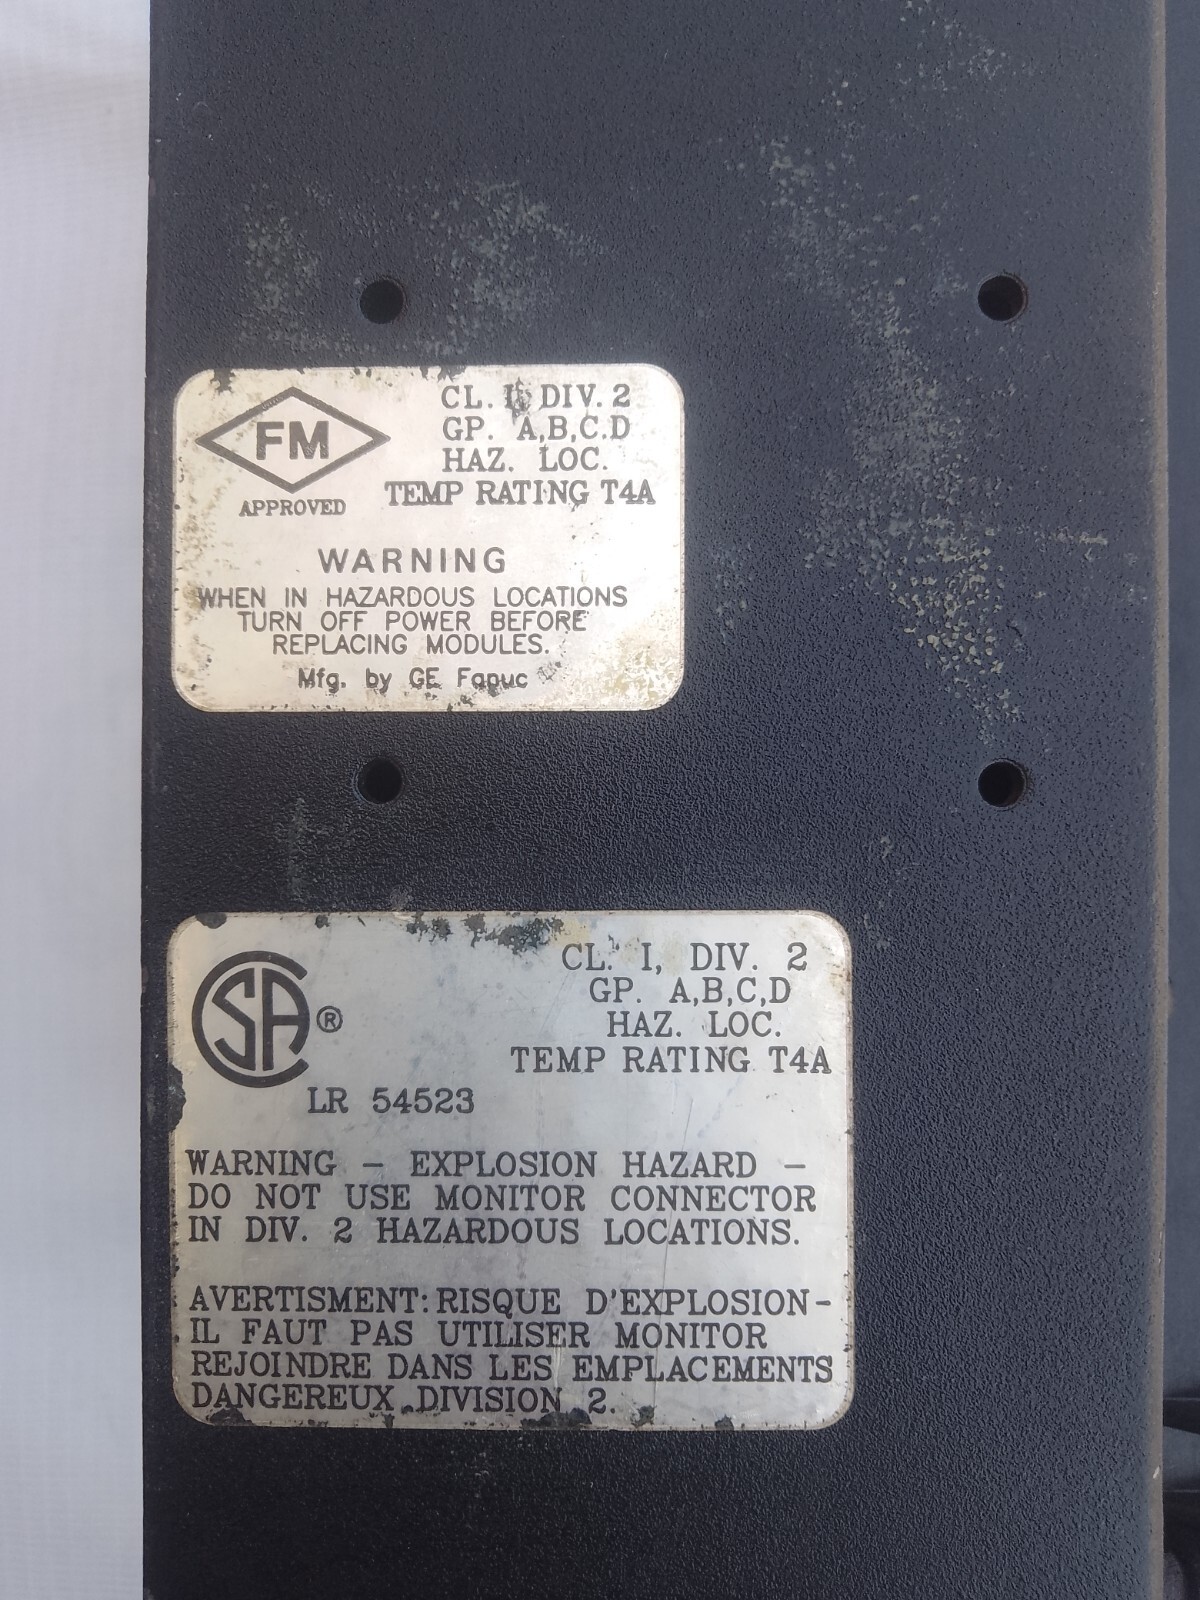 FM
APPROVED
CL. I, DIV. 2
GP. A,B,C,D
HAZ. LOC.
TEMP RATING T4A
WARNING
WHEN IN HAZARDOUS LOCATIONS
TURN OFF POWER BEFORE
REPLACING MODULES.
Mfg. by GE Fanuc
CSA ®
CL. I, DIV. 2
GP. A,B,C,D
HAZ. LOC.
TEMP RATING T4A
LR 54523
WARNING - EXPLOSION HAZARD -
DO NOT USE MONITOR CONNECTOR
IN DIV. 2 HAZARDOUS LOCATIONS.
AVERTISMENT: RISQUE D'EXPLOSION-
IL FAUT PAS UTILISER MONITOR
REJOINDRE DANS LES EMPLACEMENTS
DANGEREUX DIVISION 2.